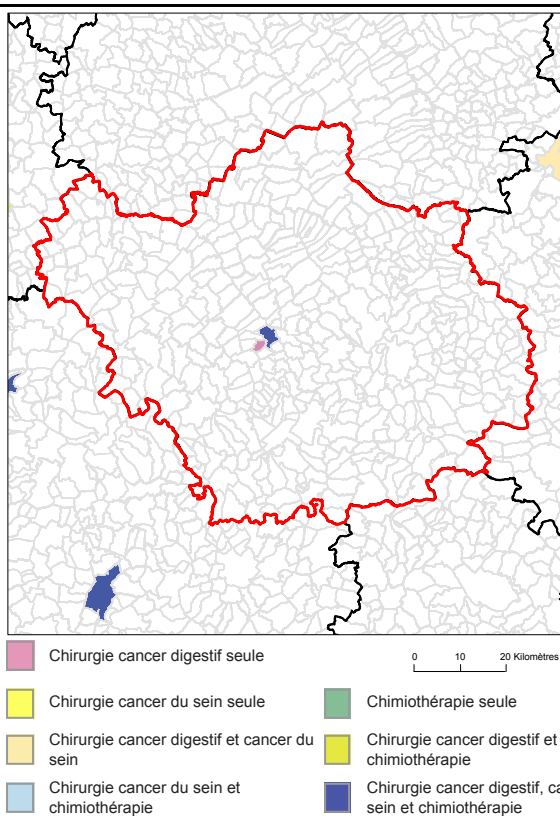 Chirurgie cancer digestif seule
0 10 20 Kilomètres
Chirurgie cancer du sein seule
Chimiothérapie seule
Chirurgie cancer digestif et cancer du
sein
Chirurgie cancer digestif et
chimiothérapie
Chirurgie cancer du sein et
chimiothérapie
Chirurgie cancer digestif,
sein et chimiothérapie